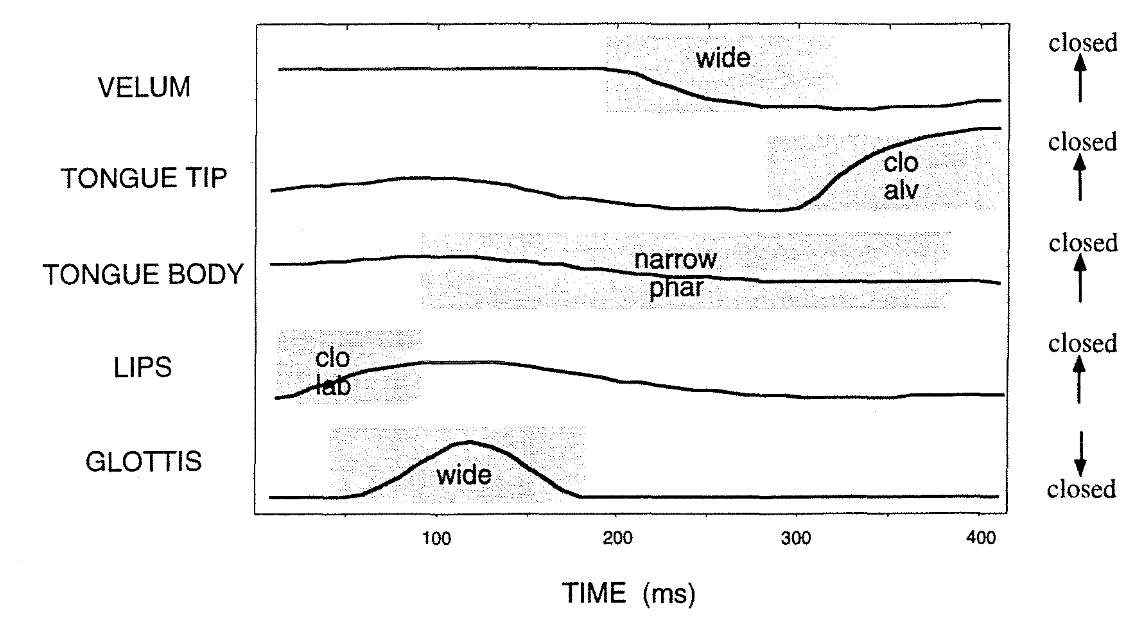 closed
wide
VELUM
closed
clo
TONGUE TIP
alv
closed
narrow
TONGUE BODY
phar
closed
clo
LIPS
lab
GLOTTIS
wide
closed
100
200
300
400
TIME (ms)